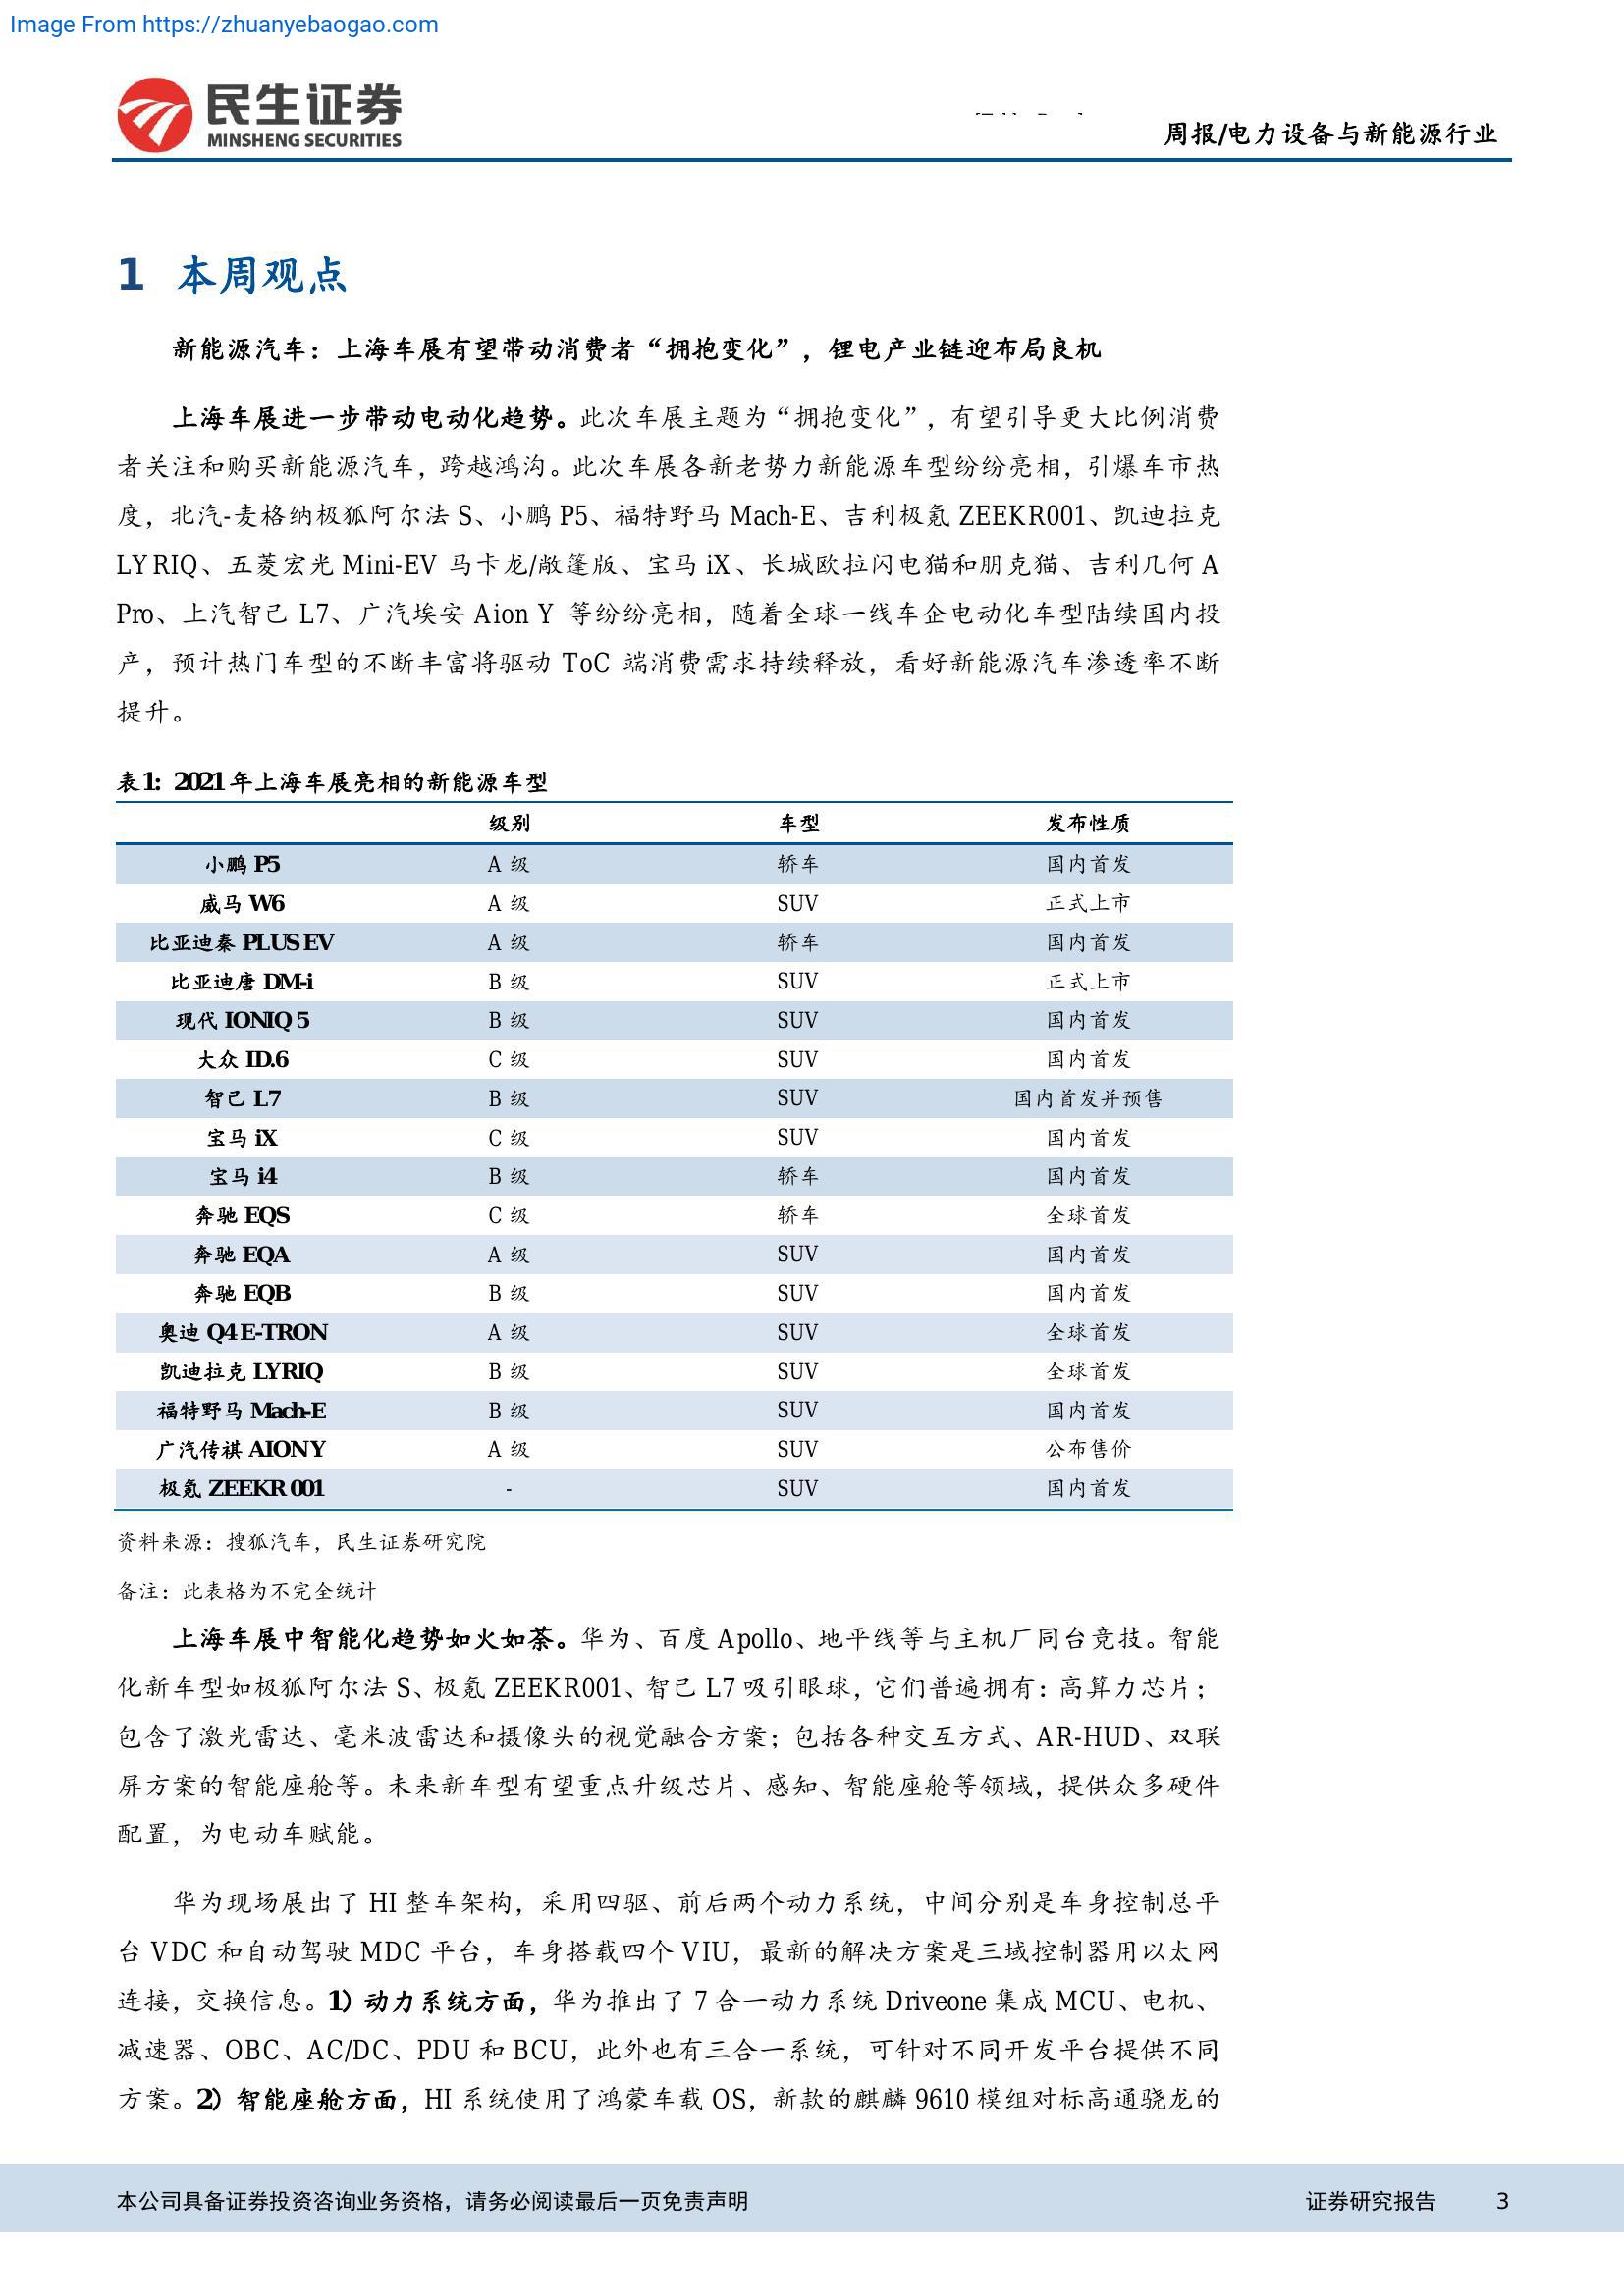 Image From https://zhuanyebaogao.com
民生证券
MINSHENG SECURITIES
周报/电力设备与新能源行业
1 本周观点
新能源汽车：上海车展有望带动消费者“拥抱变化”，锂电产业链迎布局良机
上海车展进一步带动电动化趋势。此次车展主题为“拥抱变化”，有望引导更大比例消费
者关注和购买新能源汽车，跨越鸿沟。此次车展各新老势力新能源车型纷纷亮相，引爆车市热
度，北汽-麦格纳极狐阿尔法 S、小鹏 P5、福特野马 Mach-E、吉利极氪 ZEEKR001、凯迪拉克
LYRIQ、五菱宏光 Mini-EV 马卡龙/敞篷版、宝马 iX、长城欧拉闪电猫和朋克猫、吉利几何 A
Pro、上汽智己 L7、广汽埃安 Aion Y 等纷纷亮相，随着全球一线车企电动化车型陆续国内投
产，预计热门车型的不断丰富将驱动 ToC 端消费需求持续释放，看好新能源汽车渗透率不断
提升。
表1：2021 年上海车展亮相的新能源车型
级别 车型 发布性质
小鹏 P5 A 级 轿车 国内首发
威马 W6 A 级 SUV 正式上市
比亚迪秦 PLUS EV A 级 轿车 国内首发
比亚迪唐 DM-i B 级 SUV 正式上市
现代 IONIQ 5 B 级 SUV 国内首发
大众 ID.6 C 级 SUV 国内首发
智己 L7 B 级 SUV 国内首发并预售
宝马 iX C 级 SUV 国内首发
宝马 i4 B 级 轿车 国内首发
奔驰 EQS C 级 轿车 全球首发
奔驰 EQA A 级 SUV 国内首发
奔驰 EQB B 级 SUV 国内首发
奥迪 Q4 E-TRON A 级 SUV 全球首发
凯迪拉克 LYRIQ B 级 SUV 全球首发
福特野马 Mach-E B 级 SUV 国内首发
广汽传祺 AION Y A 级 SUV 公布售价
极氪 ZEEKR 001 - SUV 国内首发
资料来源：搜狐汽车，民生证券研究院
备注：此表格为不完全统计
上海车展中智能化趋势如火如荼。华为、百度 Apollo、地平线等与主机厂同台竞技。智能
化新车型如极狐阿尔法 S、极氪 ZEEKR001、智己 L7 吸引眼球，它们普遍拥有：高算力芯片；
包含了激光雷达、毫米波雷达和摄像头的视觉融合方案；包括各种交互方式、AR-HUD、双联
屏方案的智能座舱等。未来新车型有望重点升级芯片、感知、智能座舱等领域，提供众多硬件
配置，为电动车赋能。
华为现场展出了 HI 整车架构，采用四驱、前后两个动力系统，中间分别是车身控制总平
台 VDC 和自动驾驶 MDC 平台，车身搭载四个 VIU，最新的解决方案是三域控制器用以太网
连接，交换信息。1）动力系统方面，华为推出了 7 合一动力系统 Driveone 集成 MCU、电机、
减速器、OBC、AC/DC、PDU 和 BCU，此外也有三合一系统，可针对不同开发平台提供不同
方案。2）智能座舱方面，HI 系统使用了鸿蒙车载 OS，新款的麒麟 9610 模组对标高通骁龙的
本公司具备证券投资咨询业务资格，请务必阅读最后一页免责声明 证券研究报告 3